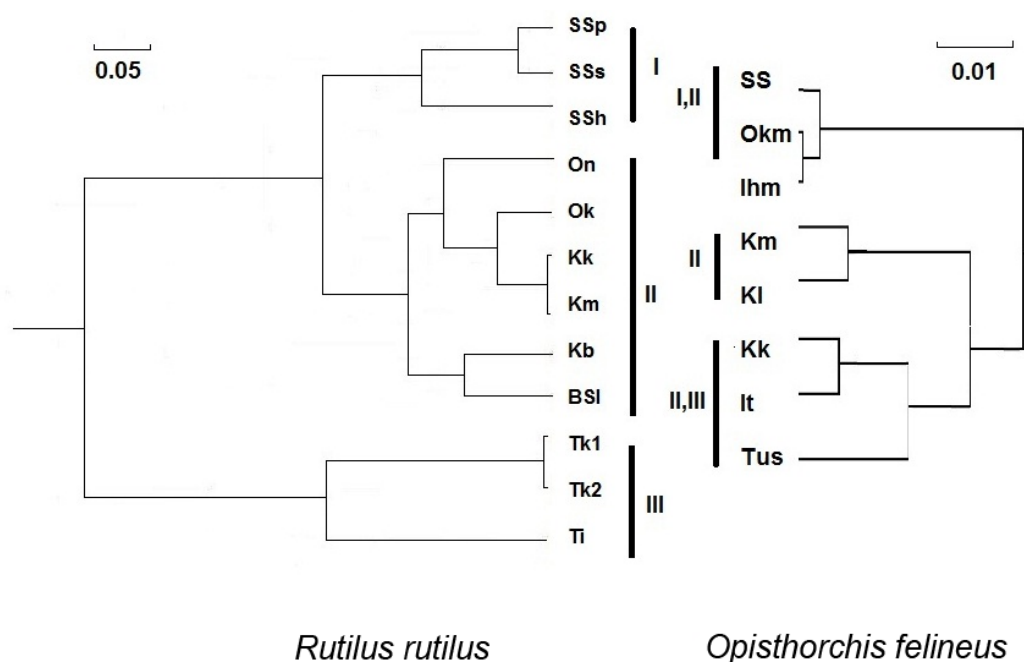 0.05
SSp
SSs
SSh
I
On
Ok
Kk
Km
Kb
BSl
II
Tk1
Tk2
Ti
III
Rutilus rutilus
0.01
I,II
SS
Okm
Ihm
II
Km
Kl
II,III
Kk
It
Tus
Opisthorchis felineus